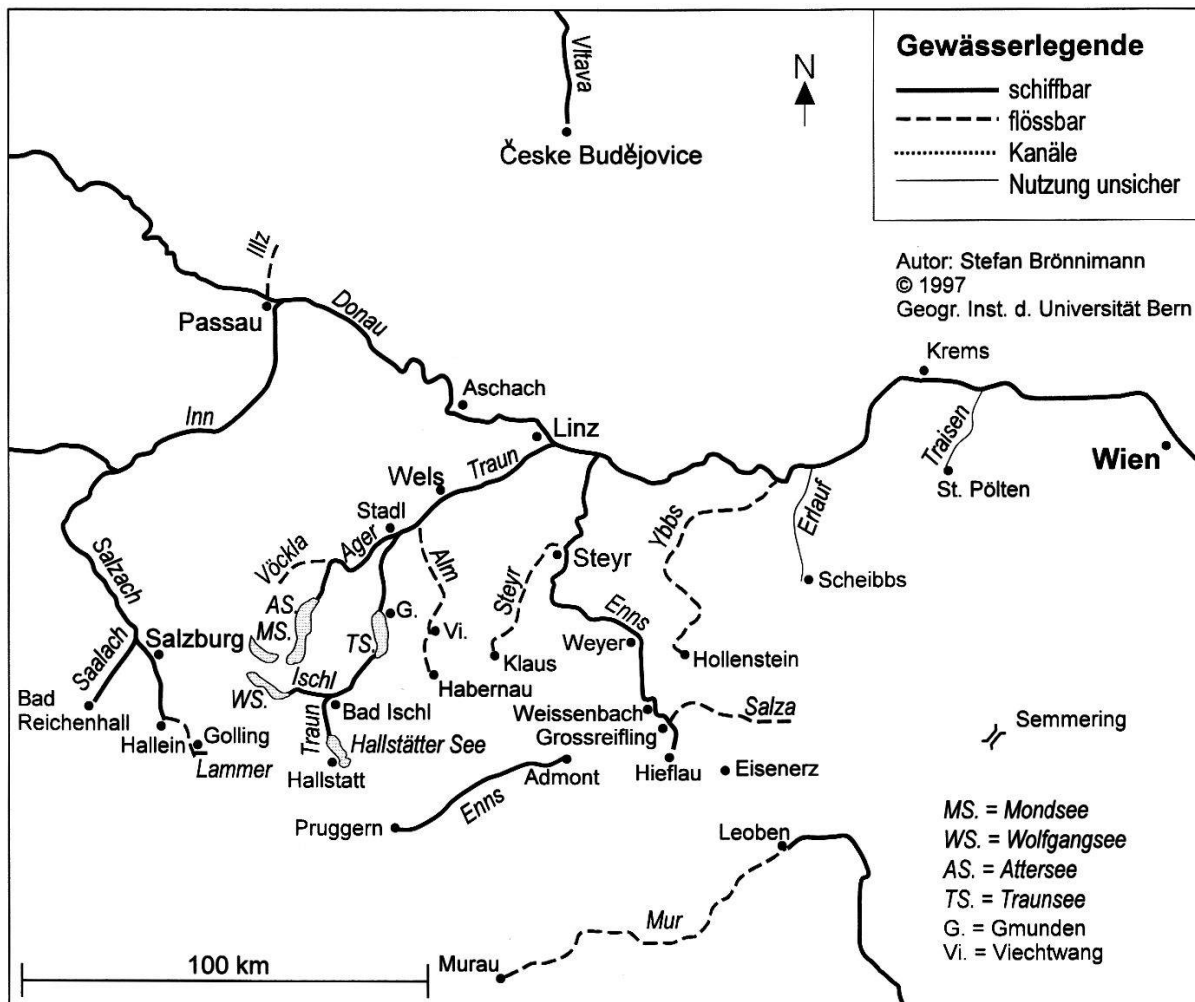 Vltava
N
Česke Budějovice
Gewässerlegende
schiffbar
flössbar
Kanäle
Nutzung unsicher
Autor: Stefan Brönnimann
© 1997
Geogr. Inst. d. Universität Bern
Illz
Passau
Donau
Inn
Aschach
Linz
Krems
Traisen
St. Pölten
Wien
Wels
Traun
Stadl
Ager
Vöckla
Alm
Steyr
Steyr
Ybbs
Erlauf
Scheibbs
Salzach
AS.
MS.
G.
TS.
Vi.
Enns
Weyer
Klaus
Hollenstein
Salzburg
Saalach
Ischl
WS.
Habernau
Bad
Reichenhall
Bad Ischl
Traun
Hallein
Golling
Lammer
Hallstätter See
Hallstatt
Weissenbach
Grossreifling
Salza
Semmering
Admont
Hieflau
Eisenerz
Enns
Pruggern
Leoben
Mur
Murau
100 km
MS. = Mondsee
WS. = Wolfgangsee
AS. = Attersee
TS. = Traunsee
G. = Gmunden
Vi. = Viechtwang